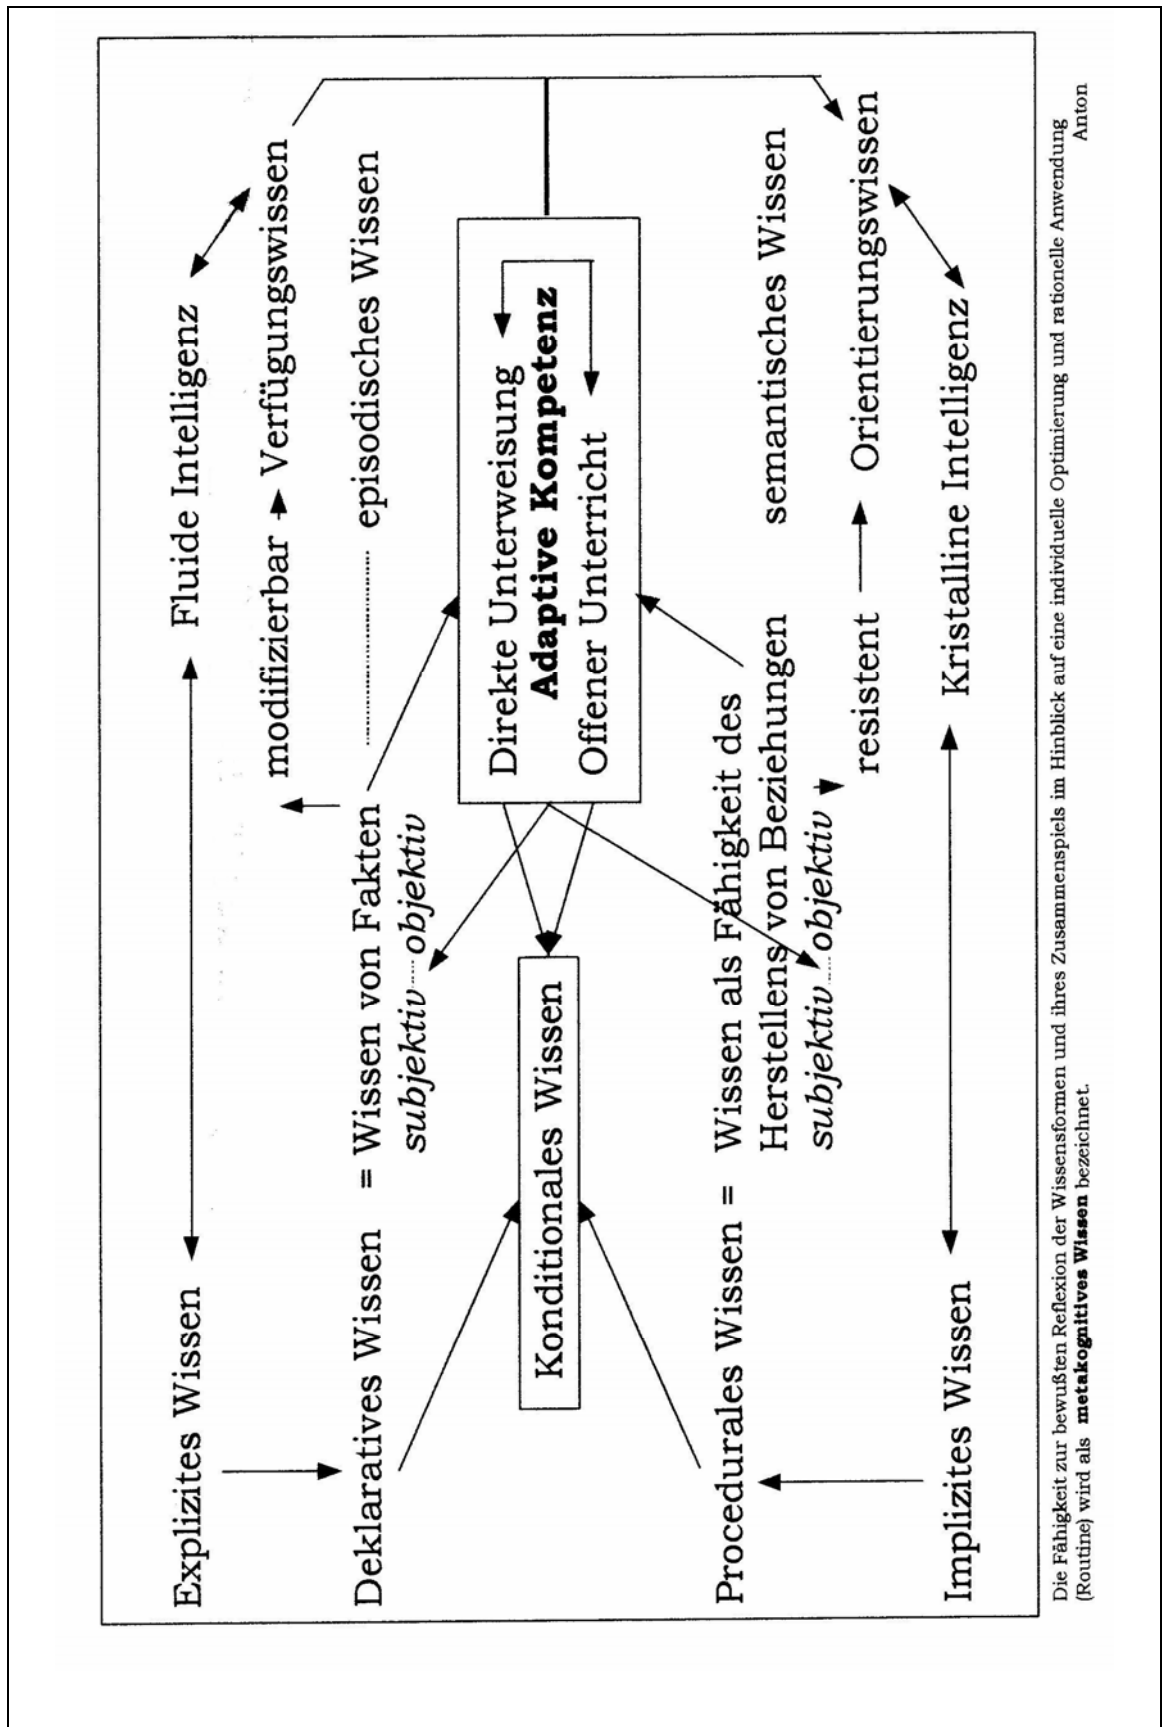 Explizites Wissen
Fluide Intelligenz
modifizierbar
Verfügungswissen
Deklaratives Wissen
= Wissen von Fakten
episodisches Wissen
subjektiv
objektiv
Direkte Unterweisung
Adaptive Kompetenz
Offener Unterricht
Konditionales Wissen
Procedurales Wissen =
Wissen als Fähigkeit des
Herstellens von Beziehungen
semantisches Wissen
subjektiv
objektiv
resistent
Orientierungswissen
Implizites Wissen
Kristalline Intelligenz
Die Fähigkeit zur bewußten Reflexion der Wissensformen und ihres Zusammenspiels im Hinblick auf eine individuelle Optimierung und rationelle Anwendung
(Routine) wird als metakognitives Wissen bezeichnet.
Anton